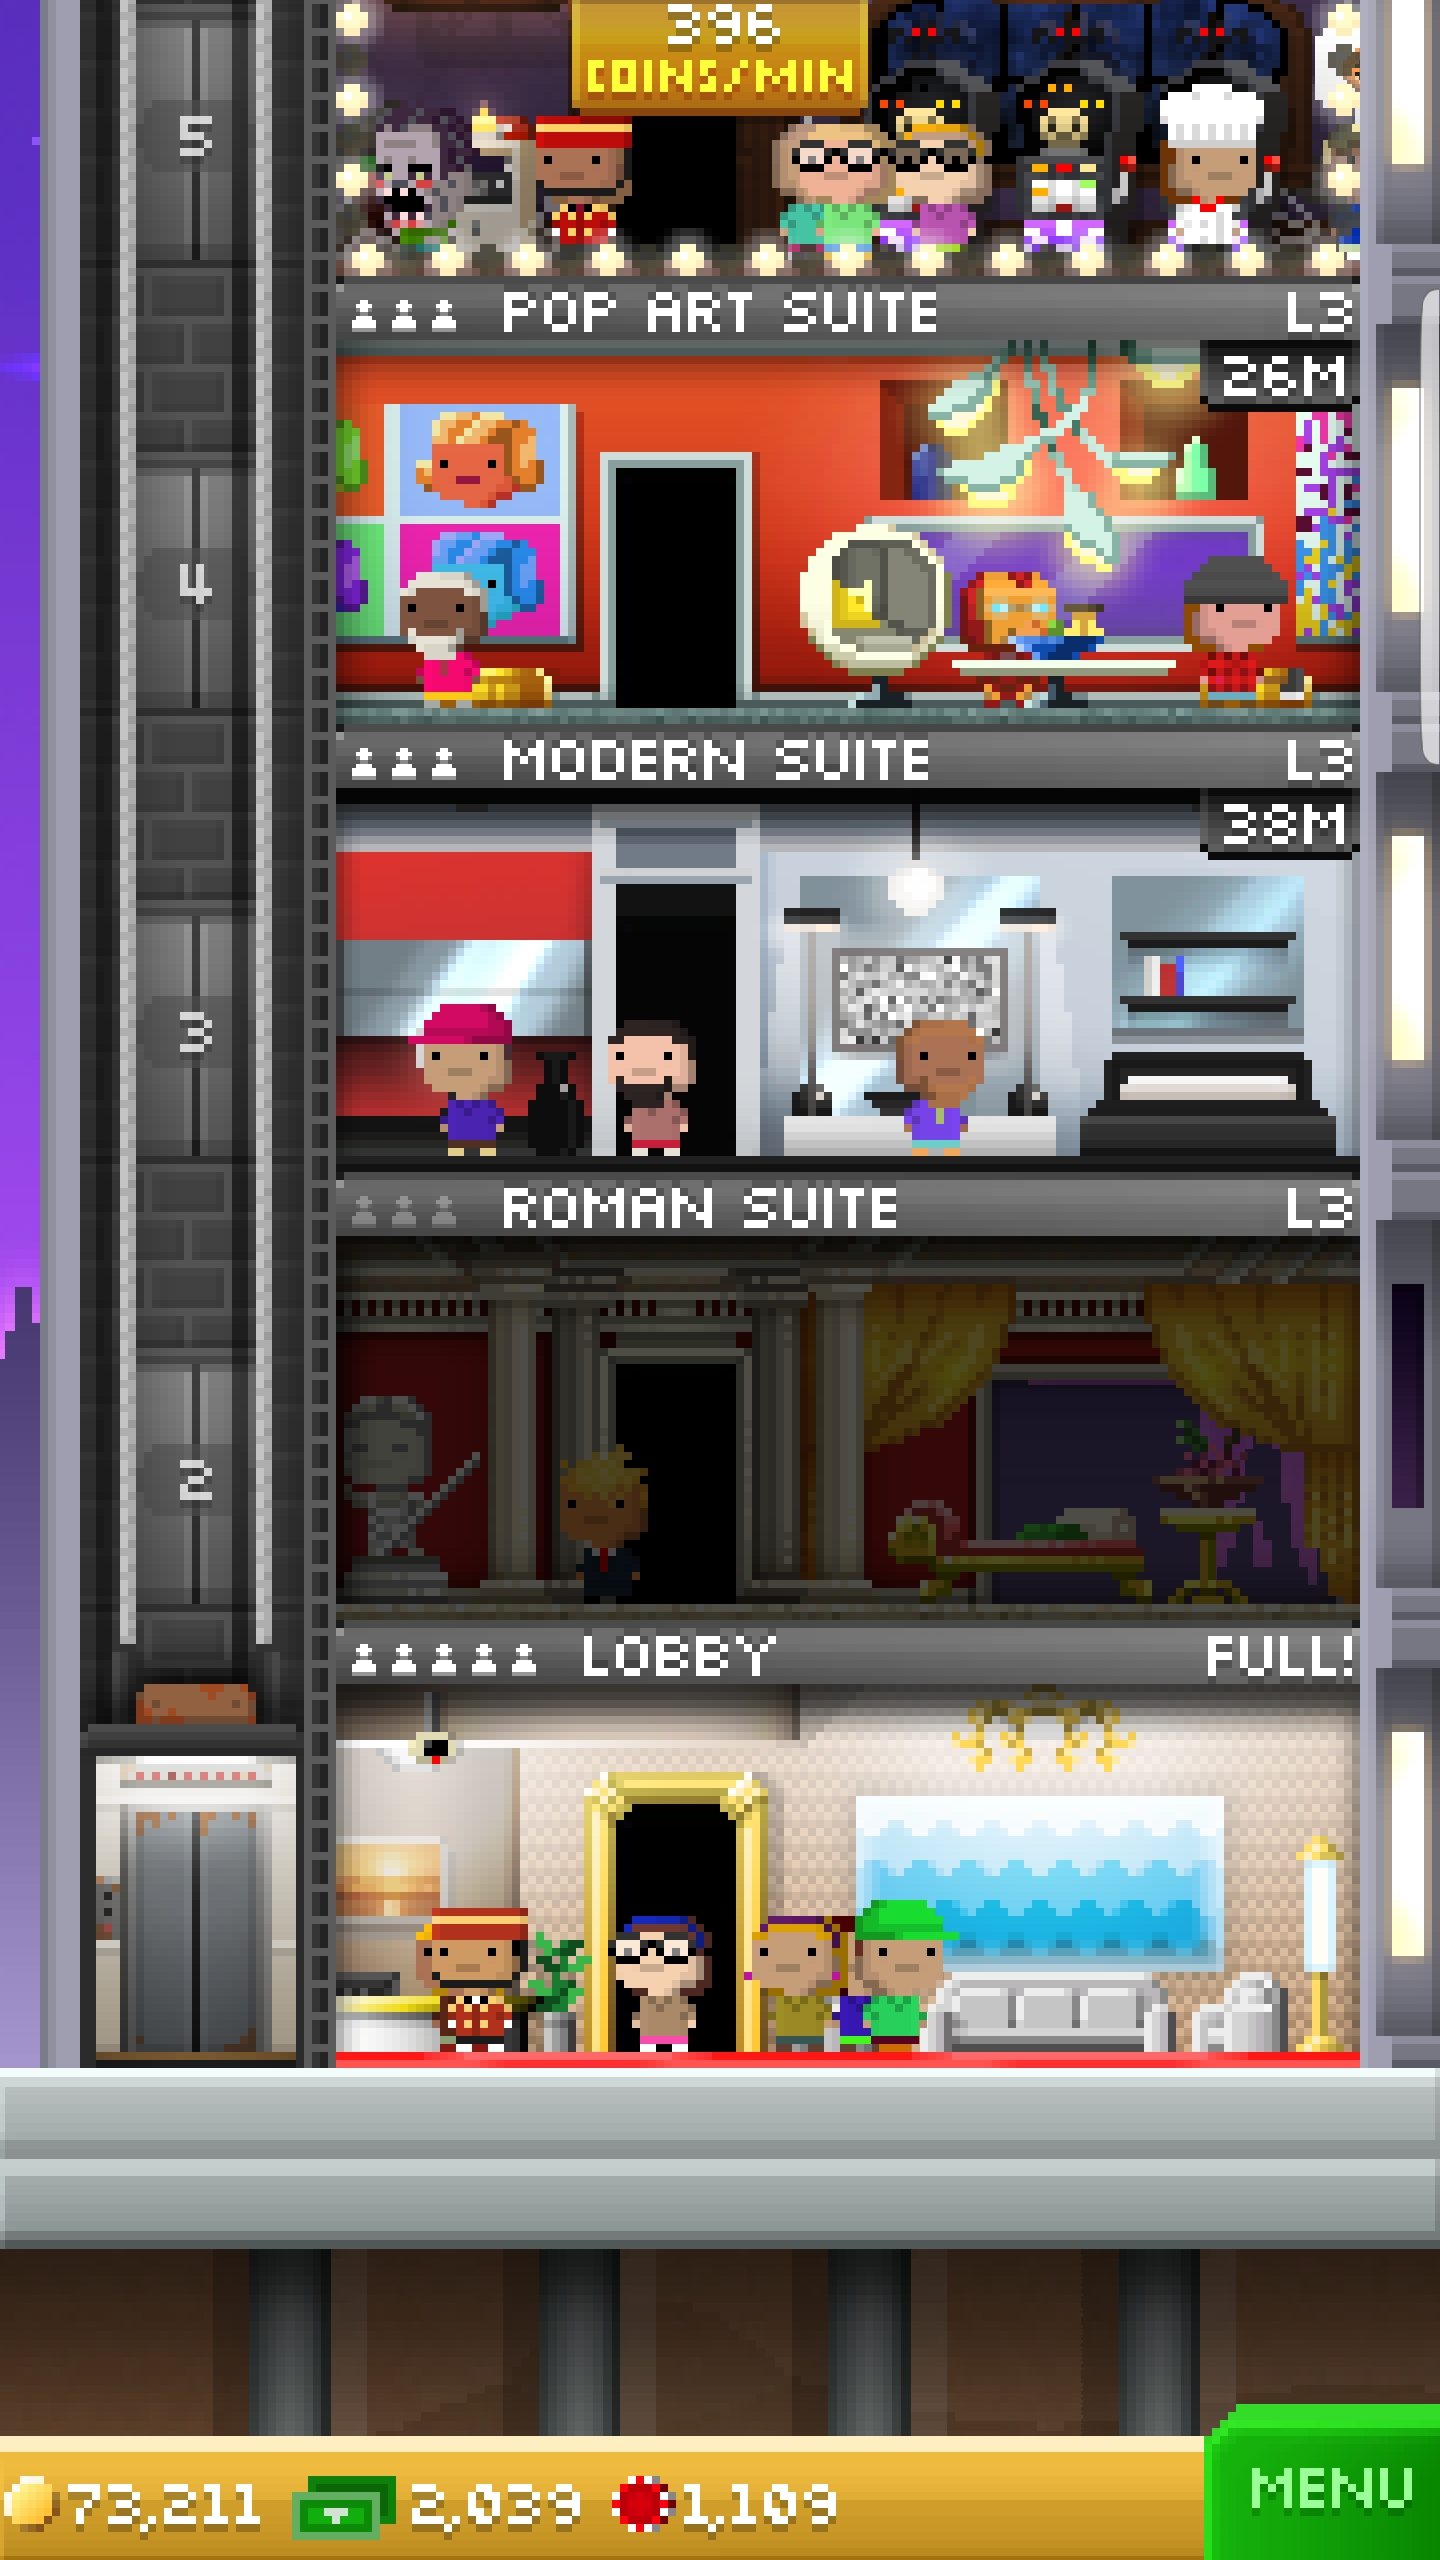 396
COINS/MIN
5
POP ART SUITE L3
26M
4
MODERN SUITE L3
38M
3
ROMAN SUITE L3
2
LOBBY FULL!
73,211 2,039 1,109 MENU